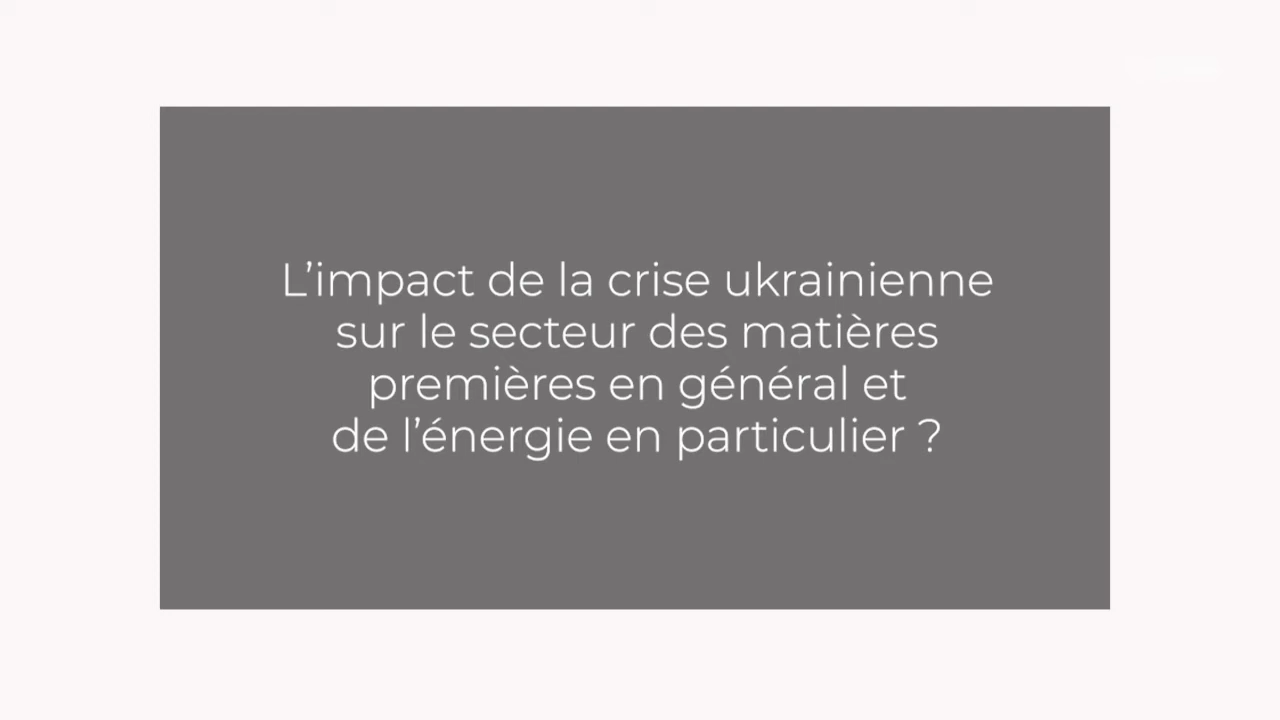 L’impact de la crise ukrainienne
sur le secteur des matières
premières en général et
de l’énergie en particulier ?